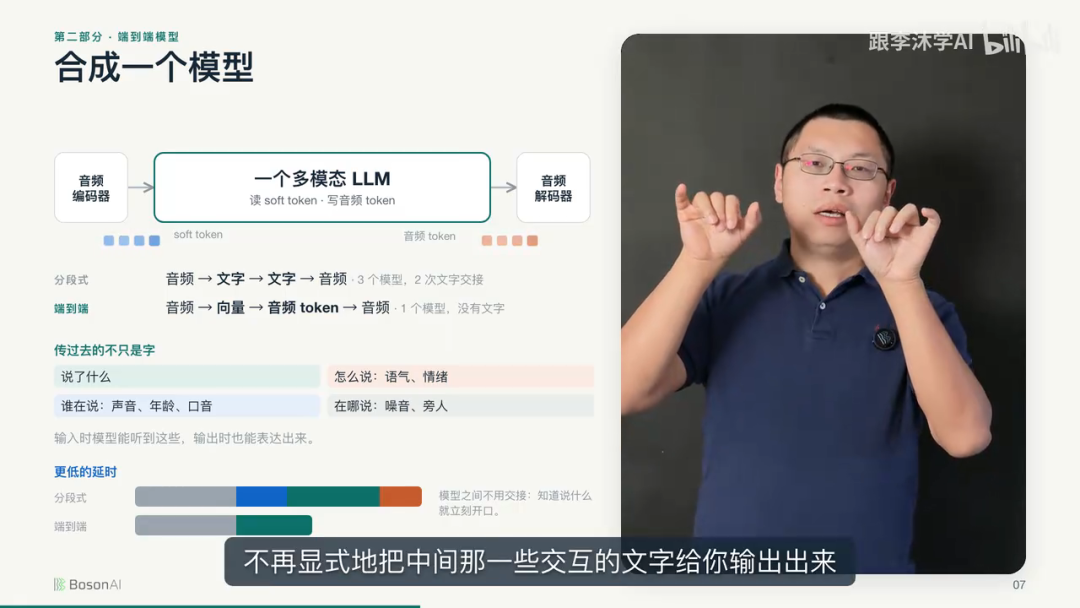 第二部分 · 端到端模型
合成一个模型
跟李沐学AI bilibili
音频
编码器
一个多模态 LLM
读 soft token · 写音频 token
音频
解码器
soft token
音频 token
分段式
音频 → 文字 → 文字 → 音频 · 3 个模型，2 次文字交接
端到端
音频 → 向量 → 音频 token → 音频 · 1 个模型，没有文字
传过去的不只是字
说了什么
怎么说：语气、情绪
谁在说：声音、年龄、口音
在哪说：噪音、旁人
输入时模型能听到这些，输出时也能表达出来。
更低的延时
分段式
模型之间不用交接：知道说什么
就立刻开口。
端到端
不再显式地把中间那一些交互的文字给你输出出来
BosonAI
07